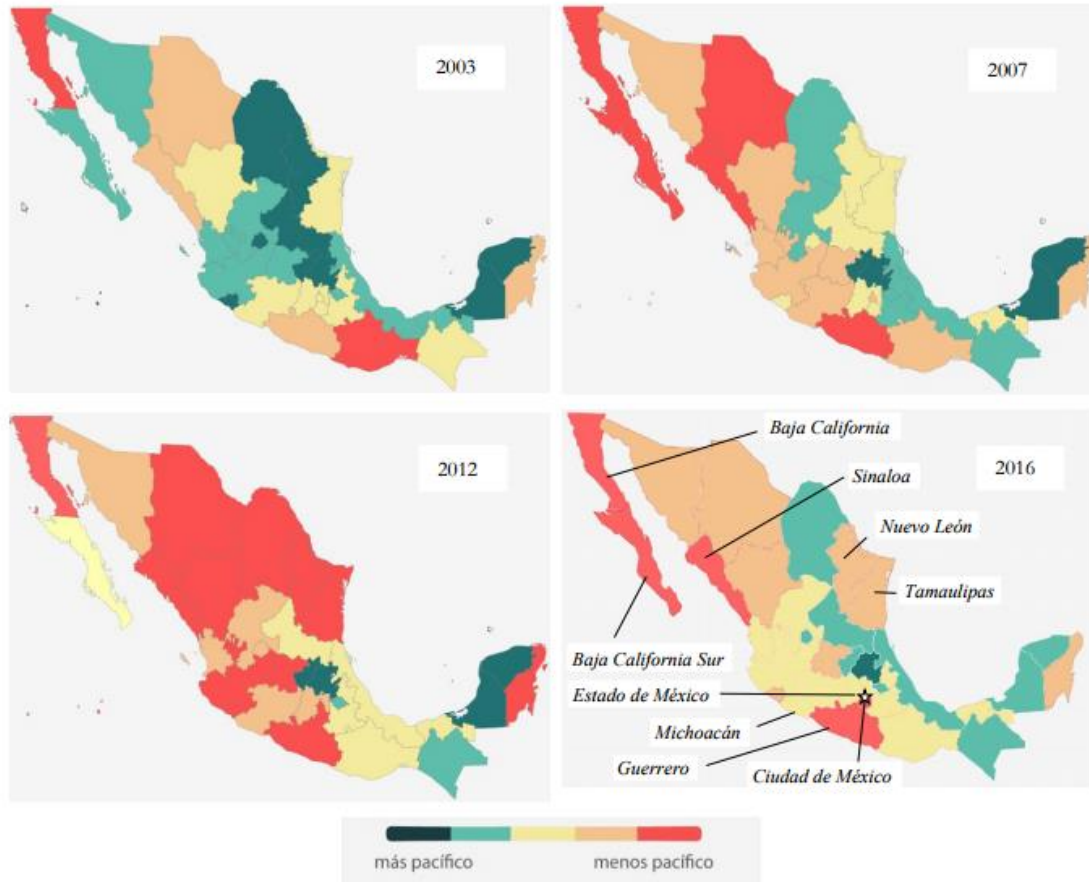 2003
2007
2012
2016
Baja California
Sinaloa
Nuevo León
Tamaulipas
Baja California Sur
Estado de México
Michoacán
Guerrero
Ciudad de México
más pacífico
menos pacífico